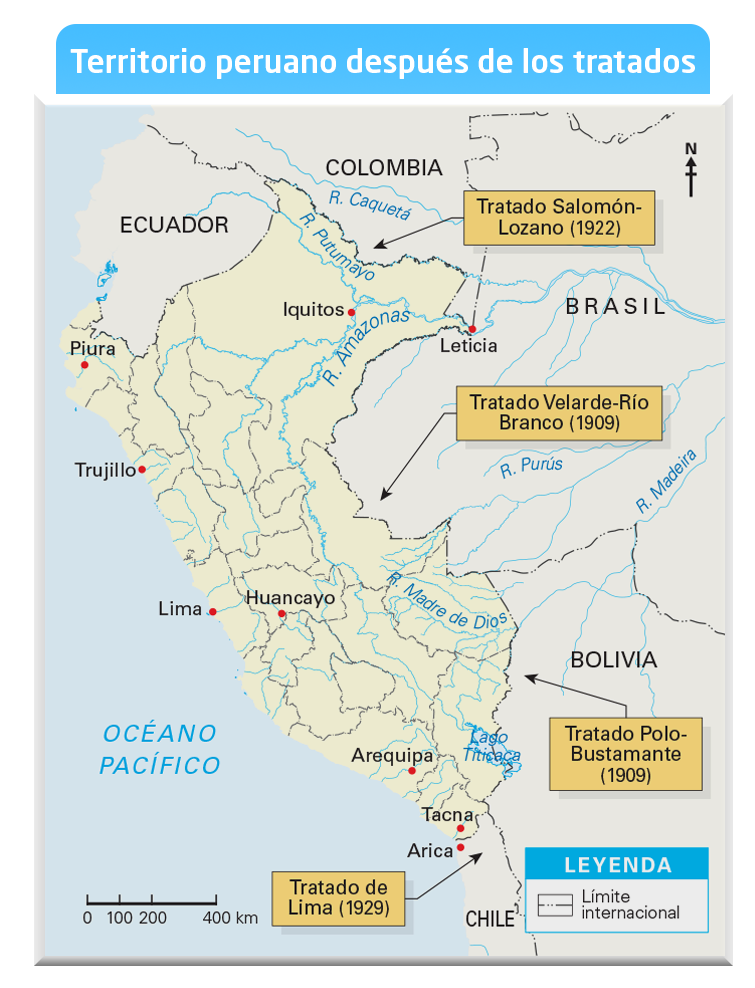 Territorio peruano después de los tratados
N
COLOMBIA
R. Caquetá
Tratado Salomón-
Lozano (1922)
ECUADOR
R. Putumayo
BRASIL
Iquitos
R. Amazonas
Leticia
Piura
Tratado Velarde-Río
Branco (1909)
R. Purús
R. Madeira
Trujillo
R. Madre de Dios
Huancayo
Lima
BOLIVIA
OCÉANO
PACÍFICO
Tratado Polo-
Bustamante
(1909)
Lago
Titicaca
Arequipa
Tacna
Arica
Tratado de
Lima (1929)
CHILE
LEYENDA
Límite
internacional
0 100 200 400 km